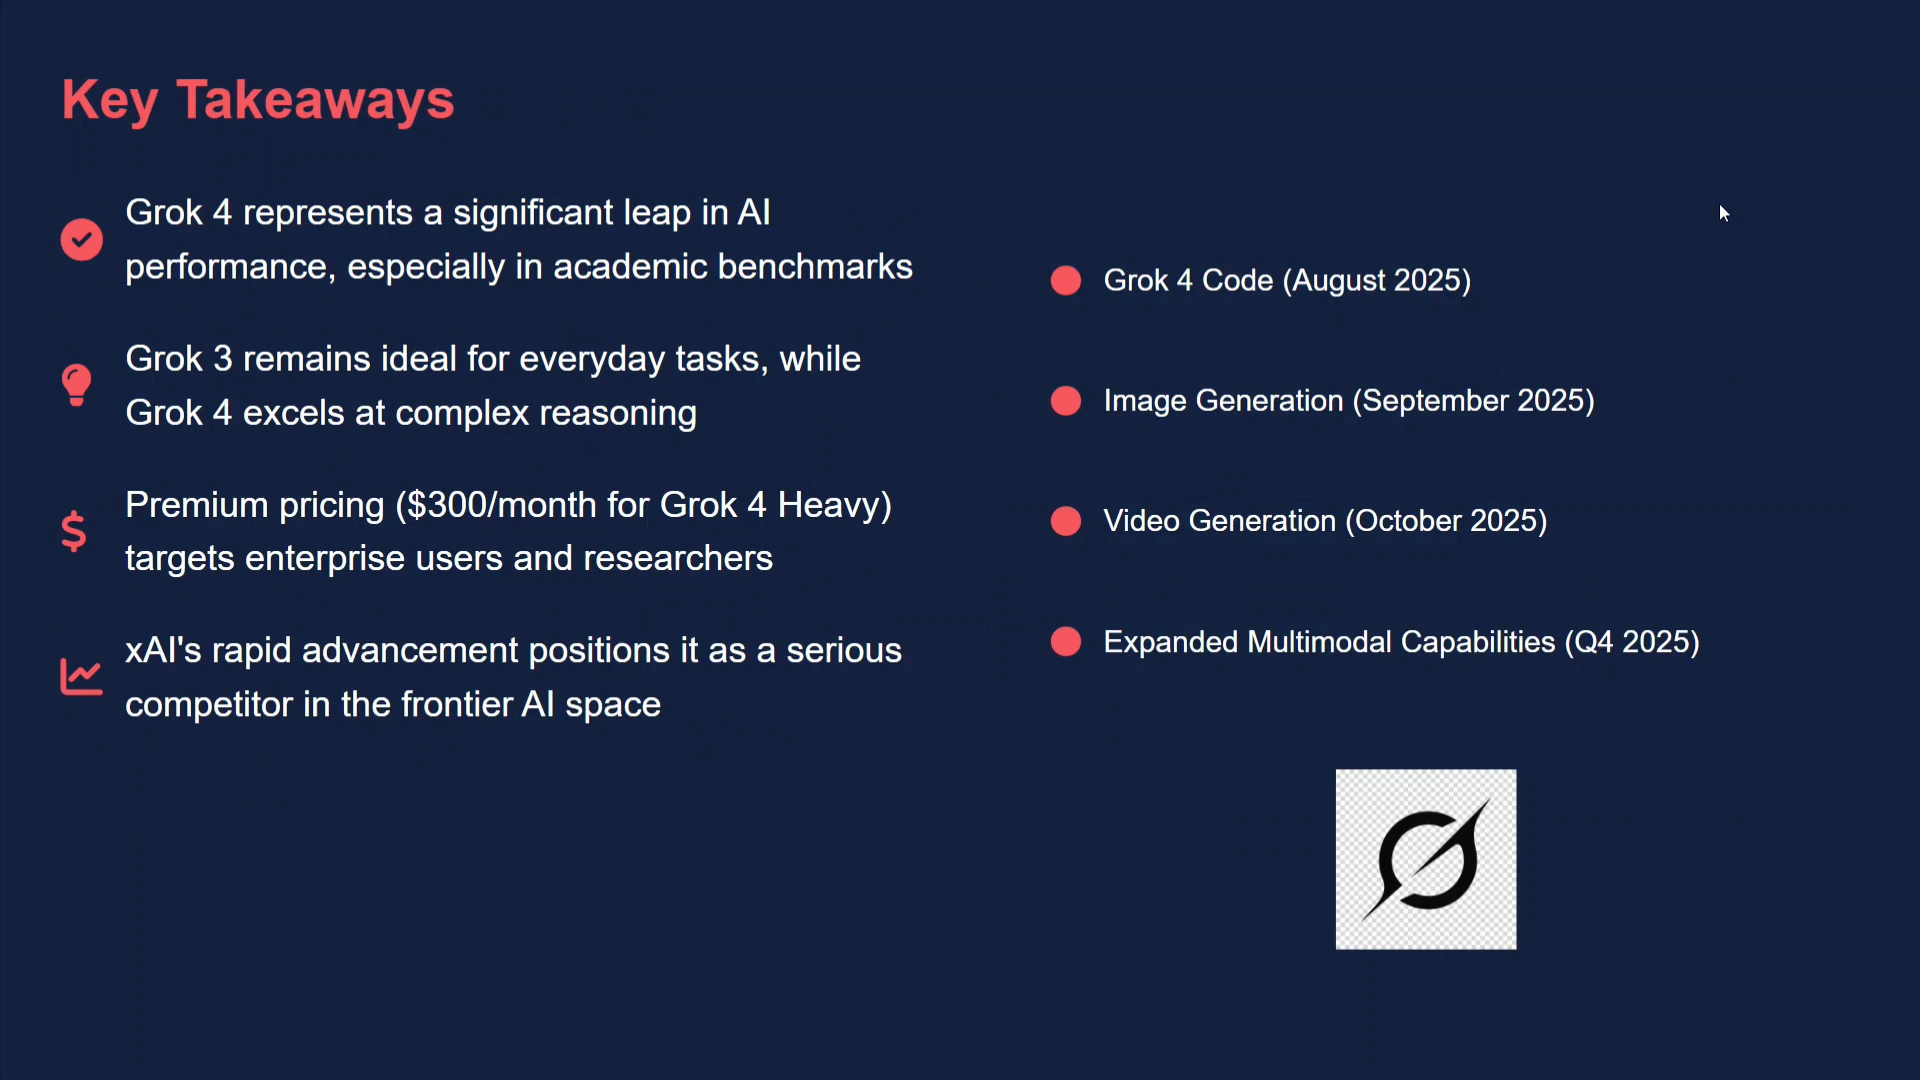 Key Takeaways
Grok 4 represents a significant leap in AI
performance, especially in academic benchmarks
Grok 3 remains ideal for everyday tasks, while
Grok 4 excels at complex reasoning
Premium pricing ($300/month for Grok 4 Heavy)
targets enterprise users and researchers
xAI's rapid advancement positions it as a serious
competitor in the frontier AI space
Grok 4 Code (August 2025)
Image Generation (September 2025)
Video Generation (October 2025)
Expanded Multimodal Capabilities (Q4 2025)